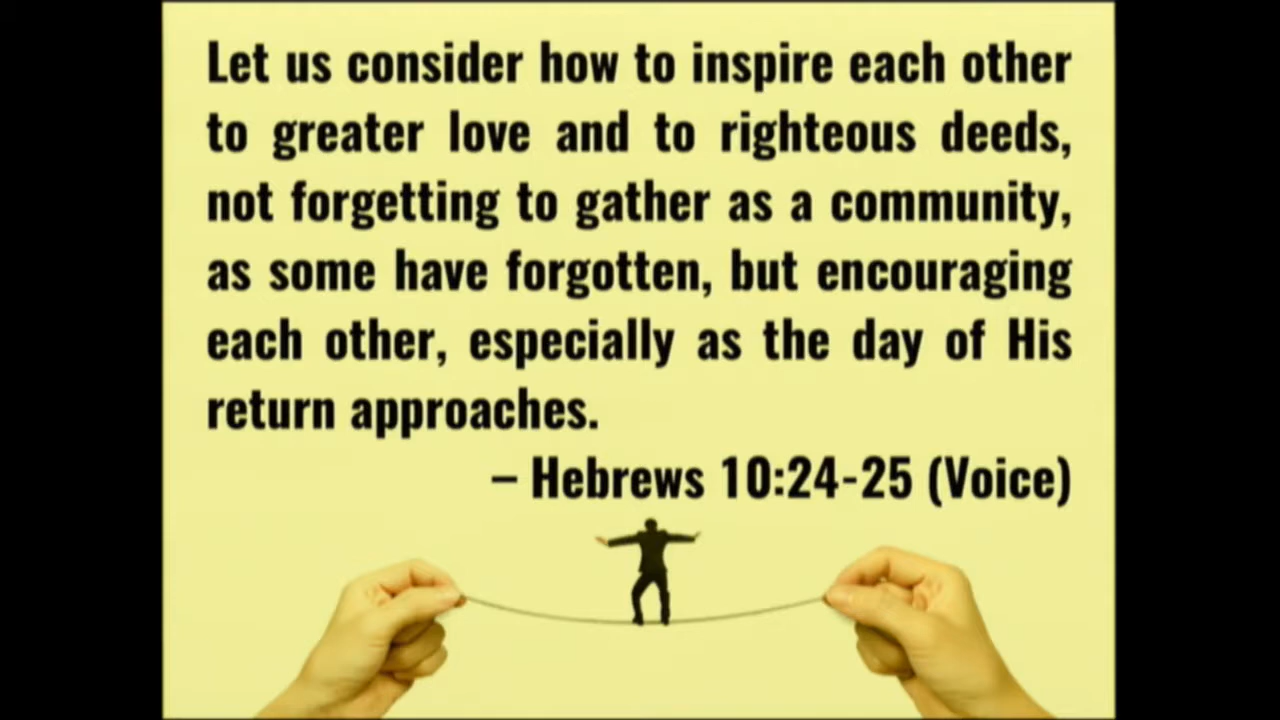 Let us consider how to inspire each other
to greater love and to righteous deeds,
not forgetting to gather as a community,
as some have forgotten, but encouraging
each other, especially as the day of His
return approaches.
– Hebrews 10:24-25 (Voice)